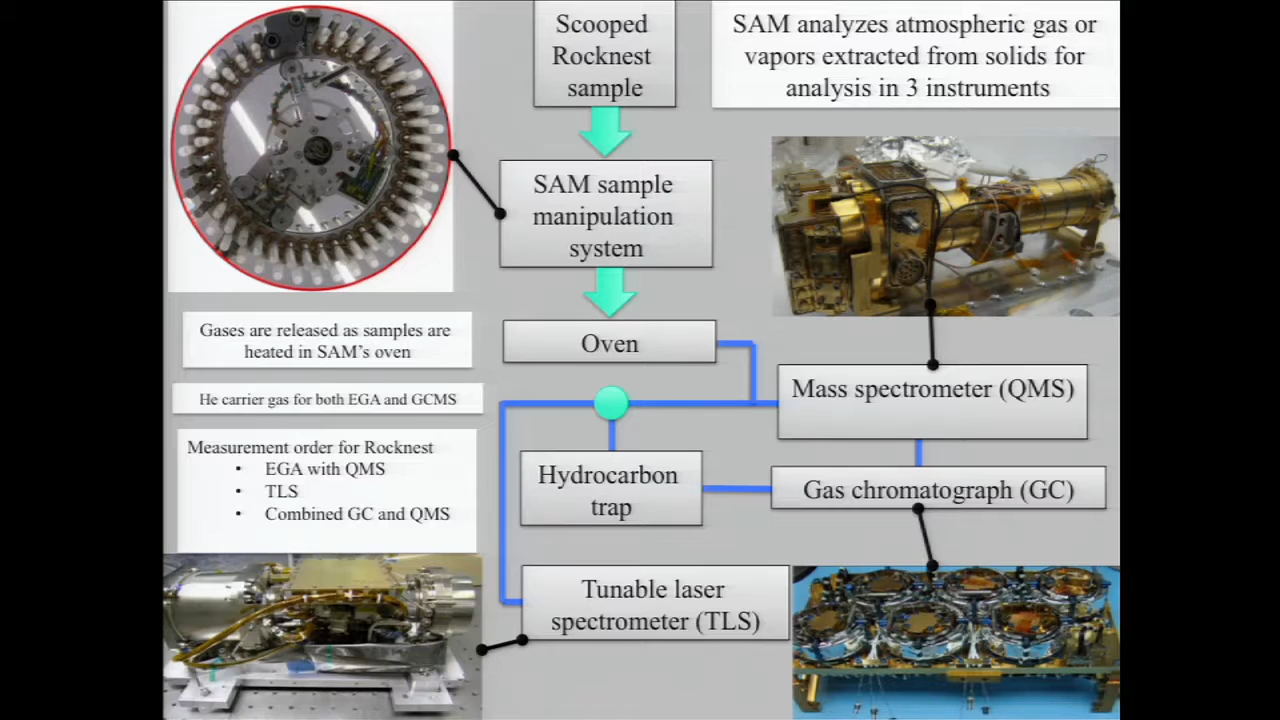 Scooped
Rocknest
sample
SAM analyzes atmospheric gas or
vapors extracted from solids for
analysis in 3 instruments
SAM sample
manipulation
system
Gases are released as samples are
heated in SAM’s oven
Oven
He carrier gas for both EGA and GCMS
Mass spectrometer (QMS)
Measurement order for Rocknest
• EGA with QMS
• TLS
• Combined GC and QMS
Hydrocarbon
trap
Gas chromatograph (GC)
Tunable laser
spectrometer (TLS)